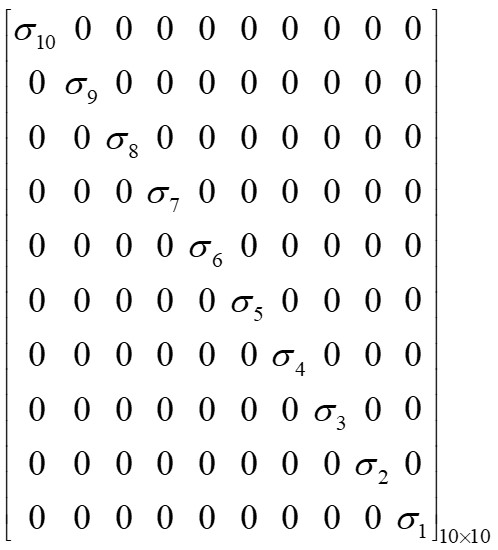 σ₁₀ 0 0 0 0 0 0 0 0 0
0 σ₉ 0 0 0 0 0 0 0 0
0 0 σ₈ 0 0 0 0 0 0 0
0 0 0 σ₇ 0 0 0 0 0 0
0 0 0 0 σ₆ 0 0 0 0 0
0 0 0 0 0 σ₅ 0 0 0 0
0 0 0 0 0 0 σ₄ 0 0 0
0 0 0 0 0 0 0 σ₃ 0 0
0 0 0 0 0 0 0 0 σ₂ 0
0 0 0 0 0 0 0 0 0 σ₁
10×10